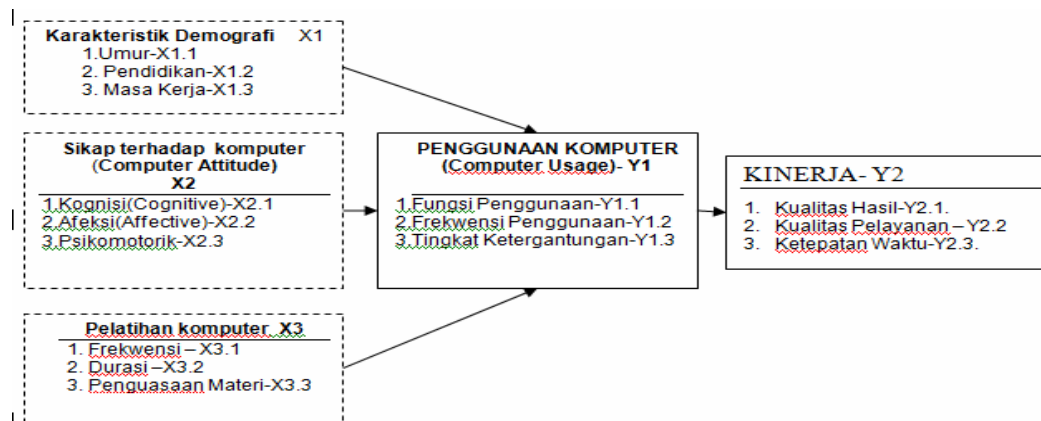 Karakteristik Demografi X1
1.Umur-X1.1
2. Pendidikan-X1.2
3. Masa Kerja-X1.3
Sikap terhadap komputer
(Computer Attitude)
X2
1.Kognisi(Cognitive)-X2.1
2.Afeksi(Affective)-X2.2
3.Psikomotorik-X2.3
Pelatihan komputer X3
1. Frekwensi – X3.1
2. Durasi –X3.2
3. Penguasaan Materi-X3.3
PENGGUNAAN KOMPUTER
(Computer Usage)- Y1
1.Fungsi Penggunaan-Y1.1
2.Frekwensi Penggunaan-Y1.2
3.Tingkat Ketergantungan-Y1.3
KINERJA- Y2
1. Kualitas Hasil-Y2.1.
2. Kualitas Pelayanan – Y2.2
3. Ketepatan Waktu-Y2.3.